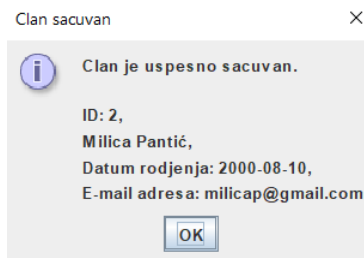 Clan sacuvan
Clan je uspesno sacuvan.
ID: 2,
Milica Pantić,
Datum rodjenja: 2000-08-10,
E-mail adresa: milicap@gmail.com
OK